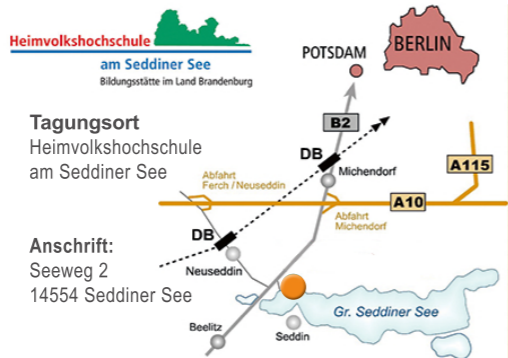 Heimvolkshochschule
am Seddiner See
Bildungsstätte im Land Brandenburg
POTSDAM
BERLIN
Tagungsort
Heimvolkshochschule
am Seddiner See
B2
DB
Michendorf
A115
Abfahrt
Ferch / Neuseddin
A10
Abfahrt
Michendorf
DB
Anschrift:
Seeweg 2
14554 Seddiner See
Neuseddin
Gr. Seddiner See
Beelitz
Seddin